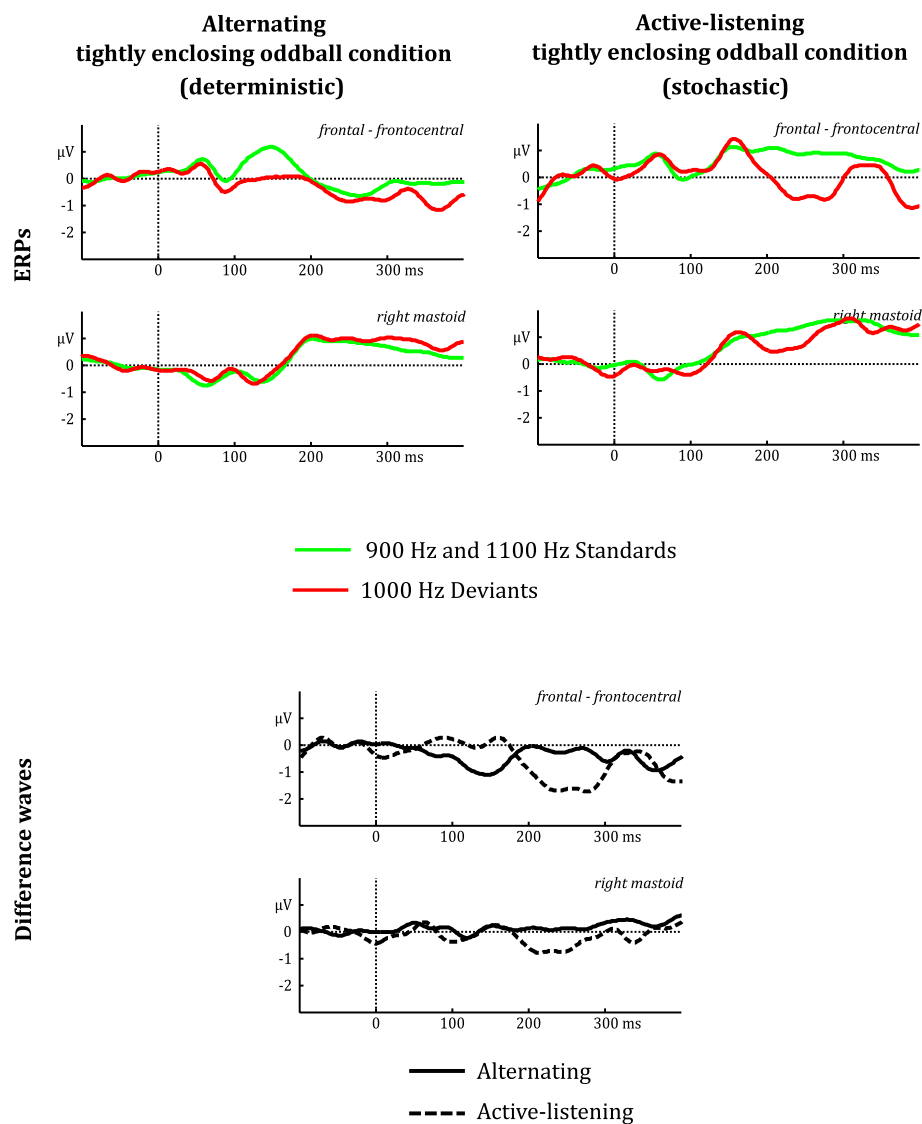 Alternating
tightly enclosing oddball condition
(deterministic)
Active-listening
tightly enclosing oddball condition
(stochastic)
ERPs
frontal - frontocentral
μV
0
-1
-2
0 100 200 300 ms
frontal - frontocentral
μV
0
-1
-2
0 100 200 300 ms
right mastoid
μV
0
-1
-2
0 100 200 300 ms
right mastoid
μV
0
-1
-2
0 100 200 300 ms
900 Hz and 1100 Hz Standards
1000 Hz Deviants
Difference waves
frontal - frontocentral
μV
0
-1
-2
0 100 200 300 ms
right mastoid
μV
0
-1
-2
0 100 200 300 ms
Alternating
Active-listening